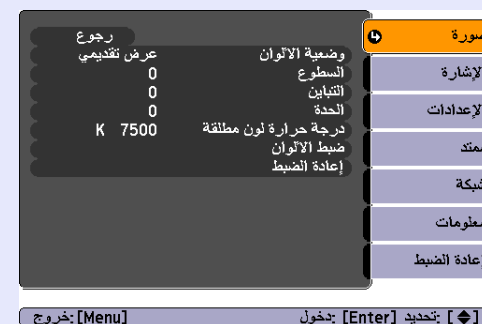 صورة
الإشارة
الإعدادات
ممتد
شبكة
معلومات
إعادة الضبط
رجوع
وضعية الألوان عرض تقديمي
السطوع 0
التباين 0
الحدة 0
درجة حرارة لون مطلقة 7500 K
ضبط الألوان
إعادة الضبط
[ ] :تحديد [Enter] :دخول [Menu] :خروج